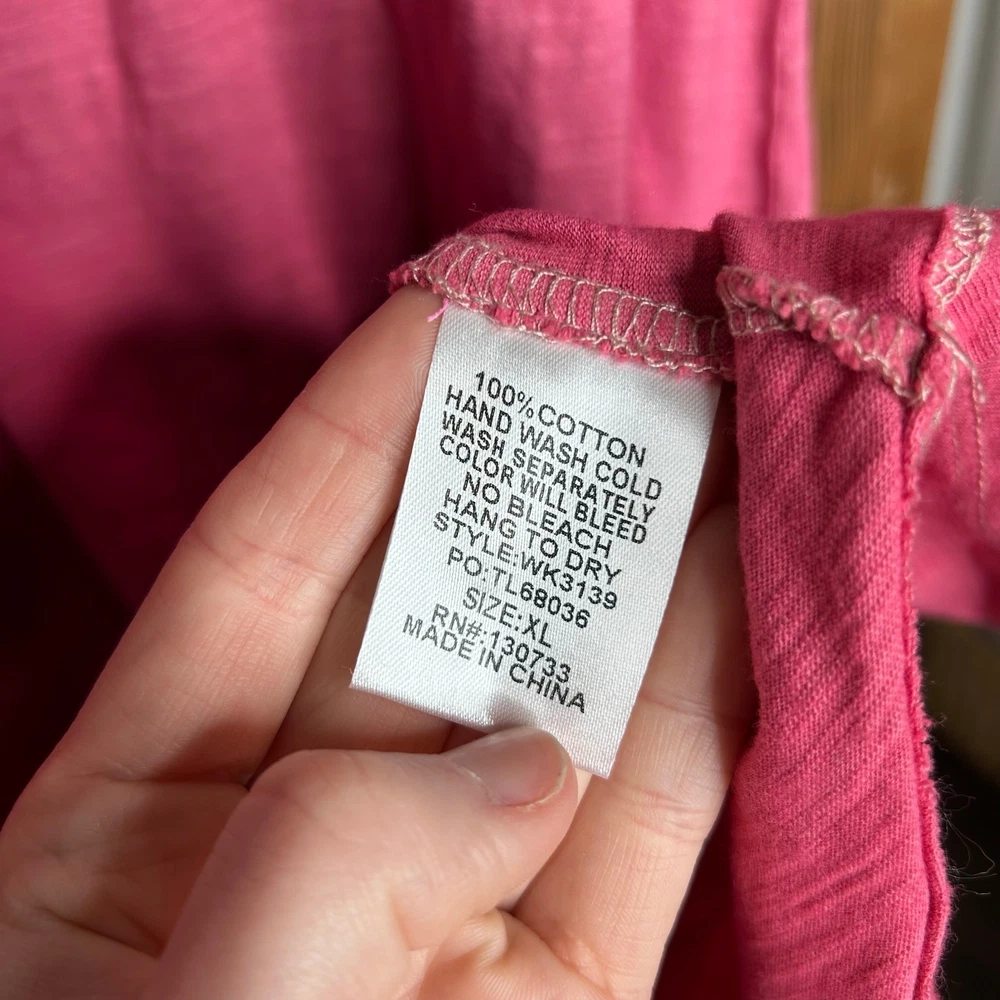 100%COTTON
HAND WASH COLD
WASH SEPARATELY
COLOR WILL BLEED
NO BLEACH
HANG TO DRY
STYLE:WK3139
PO:TL68036
SIZE:XL
RN#:130733
MADE IN CHINA